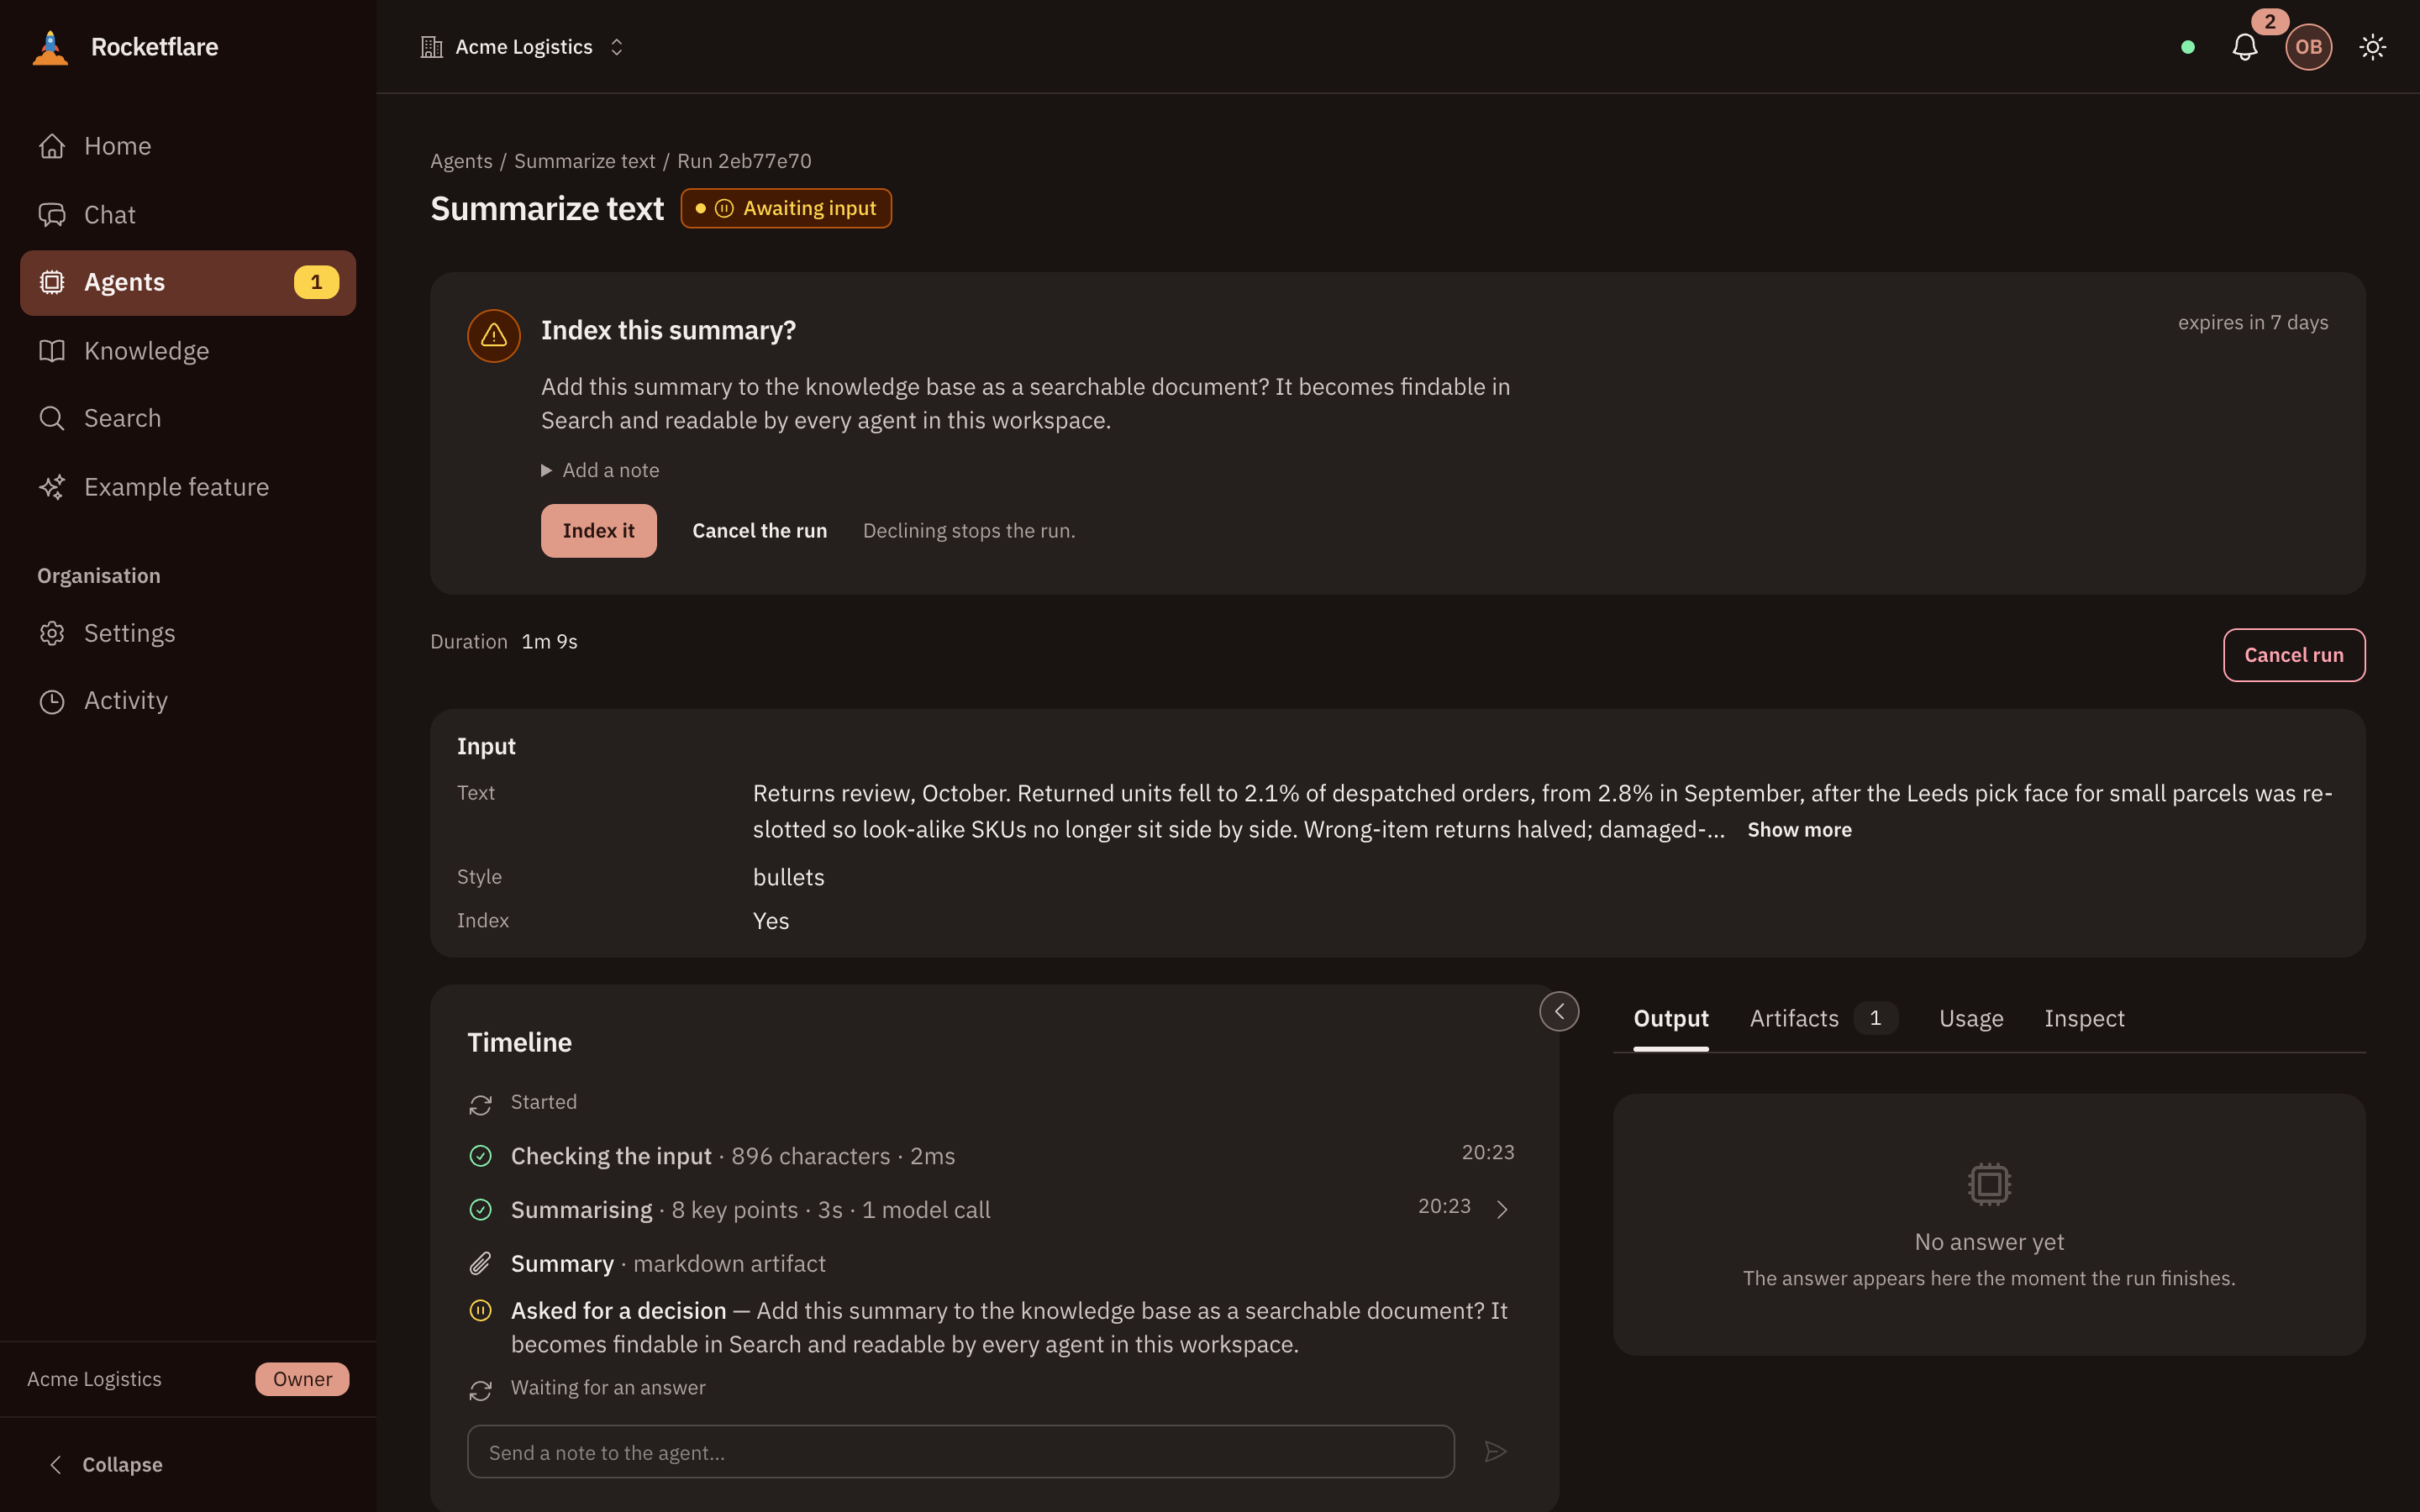 Rocketflare
Acme Logistics
2
OB
Home
Chat
Agents 1
Knowledge
Search
Example feature
Organisation
Settings
Activity
Acme Logistics Owner
Collapse
Agents / Summarize text / Run 2eb77e70
Summarize text Awaiting input
Index this summary?
expires in 7 days
Add this summary to the knowledge base as a searchable document? It becomes findable in
Search and readable by every agent in this workspace.
Add a note
Index it Cancel the run Declining stops the run.
Duration 1m 9s
Cancel run
Input
Text Returns review, October. Returned units fell to 2.1% of despatched orders, from 2.8% in September, after the Leeds pick face for small parcels was re-
slotted so look-alike SKUs no longer sit side by side. Wrong-item returns halved; damaged-... Show more
Style bullets
Index Yes
Timeline
Started
Checking the input · 896 characters · 2ms 20:23
Summarising · 8 key points · 3s · 1 model call 20:23
Summary · markdown artifact
Asked for a decision — Add this summary to the knowledge base as a searchable document? It
becomes findable in Search and readable by every agent in this workspace.
Waiting for an answer
Send a note to the agent...
Output Artifacts 1 Usage Inspect
No answer yet
The answer appears here the moment the run finishes.